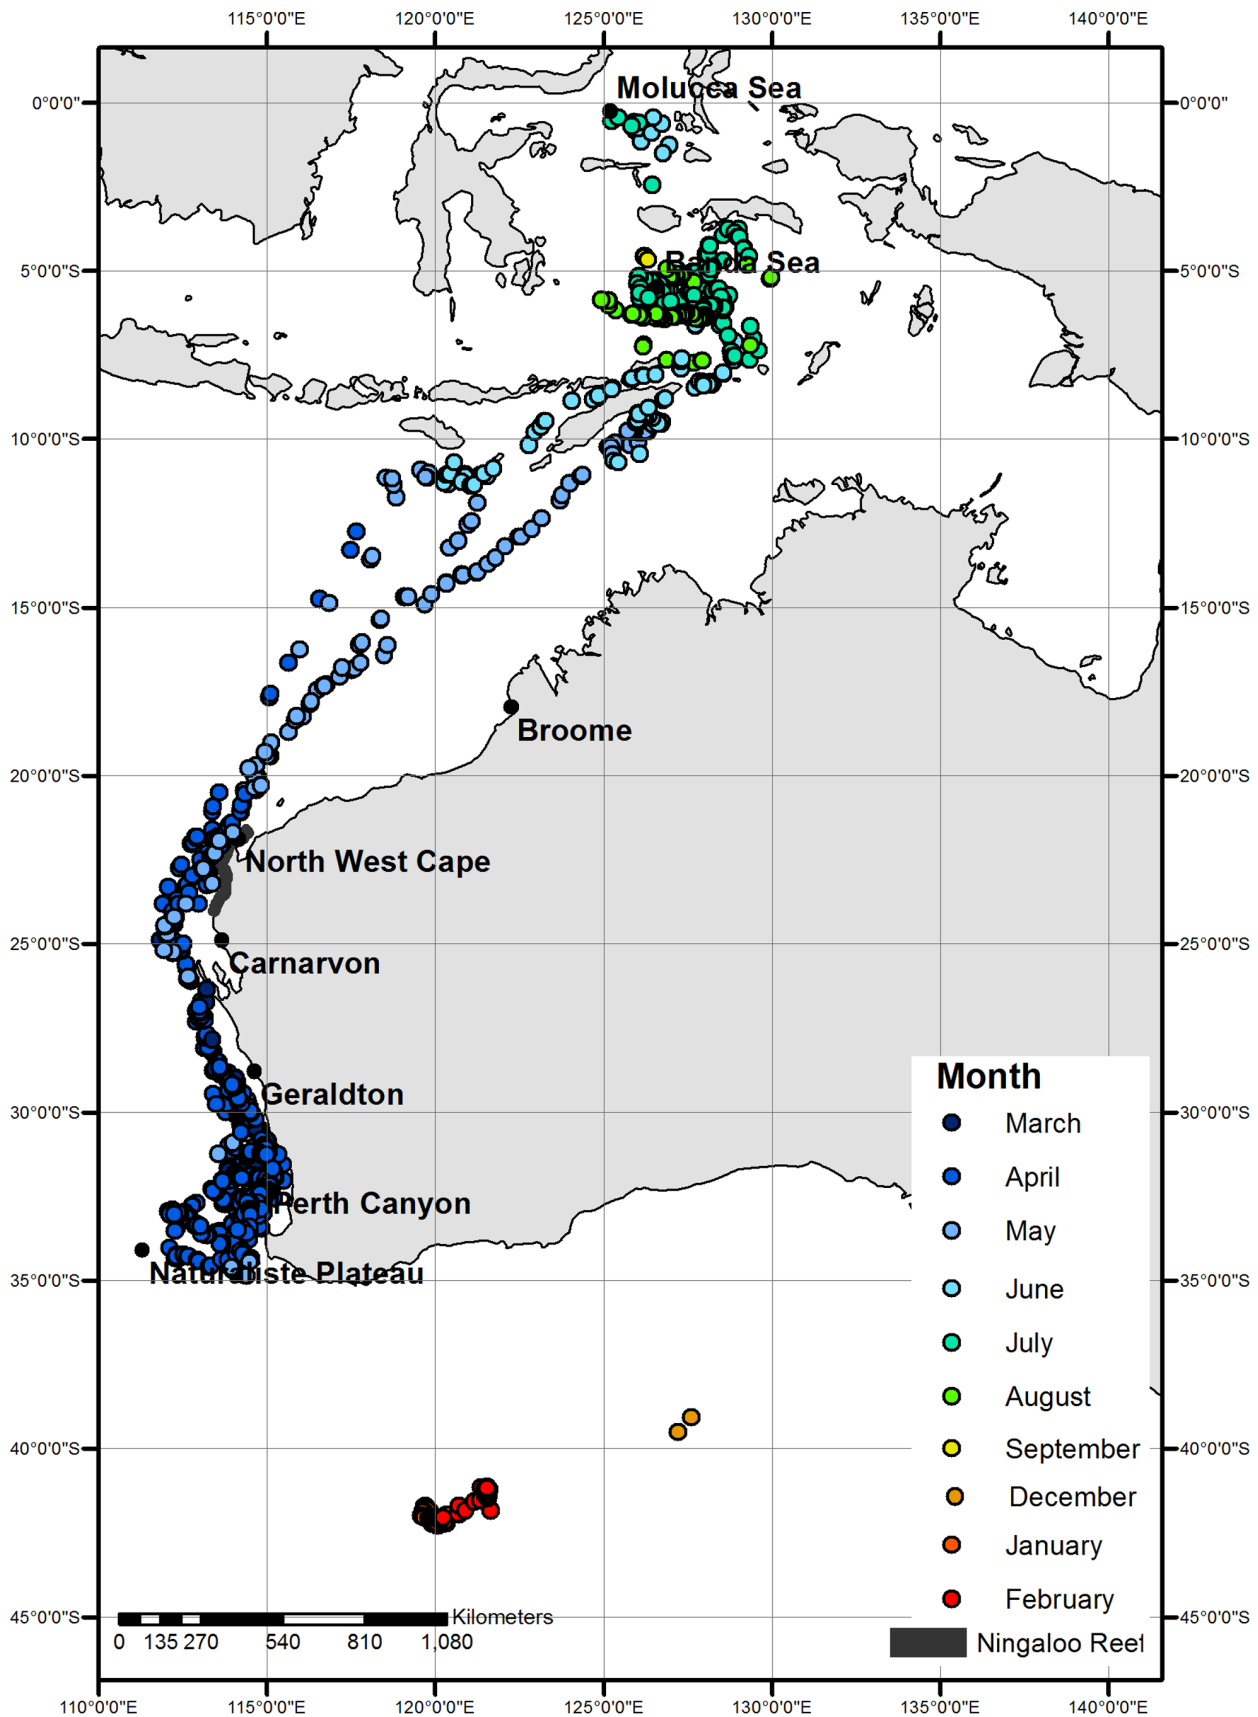 115°0'0"E 120°0'0"E 125°0'0"E 130°0'0"E 135°0'0"E 140°0'0"E
Molucca Sea
0°0'0" 0°0'0"
Banda Sea
5°0'0"S 5°0'0"S
10°0'0"S 10°0'0"S
15°0'0"S 15°0'0"S
Broome
20°0'0"S 20°0'0"S
North West Cape
25°0'0"S 25°0'0"S
Carnarvon
Month
Geraldton
30°0'0"S 30°0'0"S
March
April
Perth Canyon
May
Naturaliste Plateau
35°0'0"S 35°0'0"S
June
July
August
40°0'0"S 40°0'0"S
September
December
January
February
45°0'0"S 45°0'0"S
Kilometers
0 135 270 540 810 1,080
Ningaloo Reef
110°0'0"E 115°0'0"E 120°0'0"E 125°0'0"E 130°0'0"E 135°0'0"E 140°0'0"E